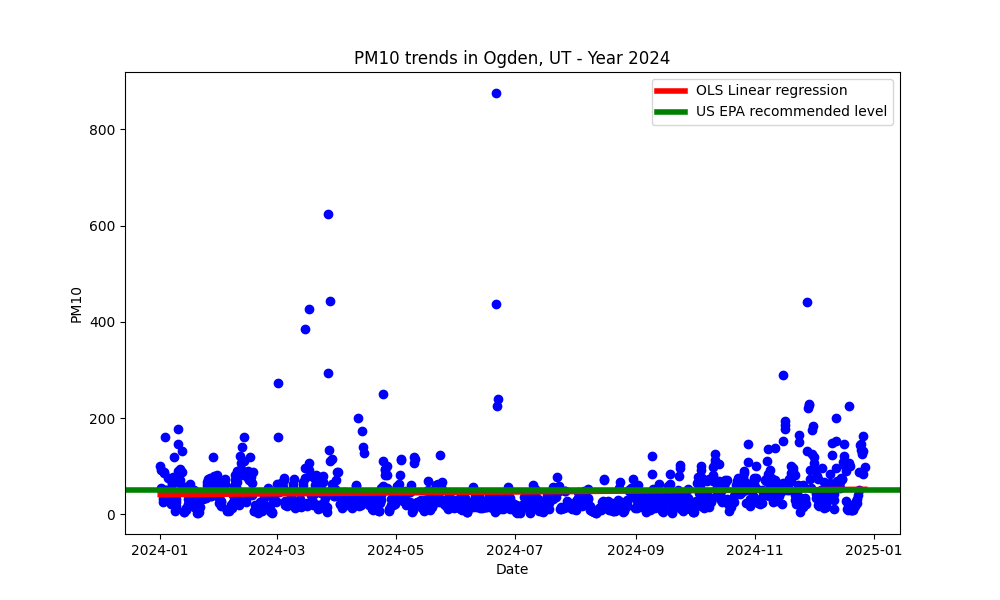 PM10 trends in Ogden, UT - Year 2024
OLS Linear regression
US EPA recommended level
PM10
800
600
400
200
0
2024-01
2024-03
2024-05
2024-07
2024-09
2024-11
2025-01
Date